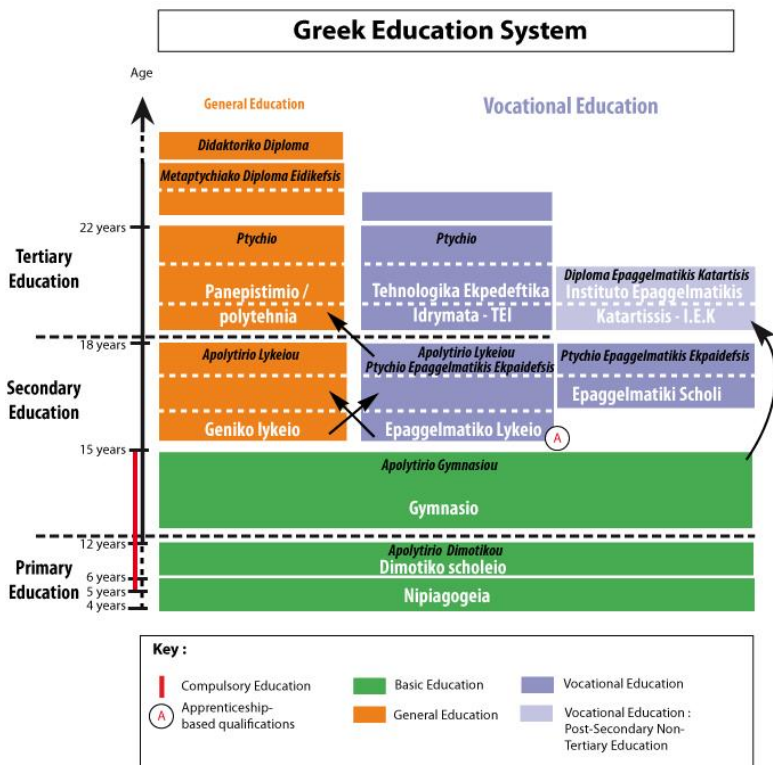 Greek Education System
Age
General Education
Vocational Education
Didaktoriko Diploma
Metaptychiako Diploma Eidikefsis
22 years
Tertiary
Education
Ptychio
Panepistimio /
polytehnia
Ptychio
Tehnologika Ekpedeftika
Idrymata - TEI
Diploma Epaggelmatikis Katartisis
Instituto Epaggelmatikis
Katartissis - I.E.K
18 years
Secondary
Education
Apolytirio Lykeiou
Geniko lykeio
Apolytirio Lykeiou
Ptychio Epaggelmatikis Ekpaidefsis
Epaggelmatiko Lykeio
A
Ptychio Epaggelmatikis Ekpaidefsis
Epaggelmatiki Scholi
15 years
Apolytirio Gymnasiou
Gymnasio
12 years
Primary
Education
6 years
5 years
4 years
Apolytirio Dimotikou
Dimotiko scholeio
Nipiagogeia
Key :
Compulsory Education
A
Apprenticeship-
based qualifications
Basic Education
General Education
Vocational Education
Vocational Education :
Post-Secondary Non-
Tertiary Education